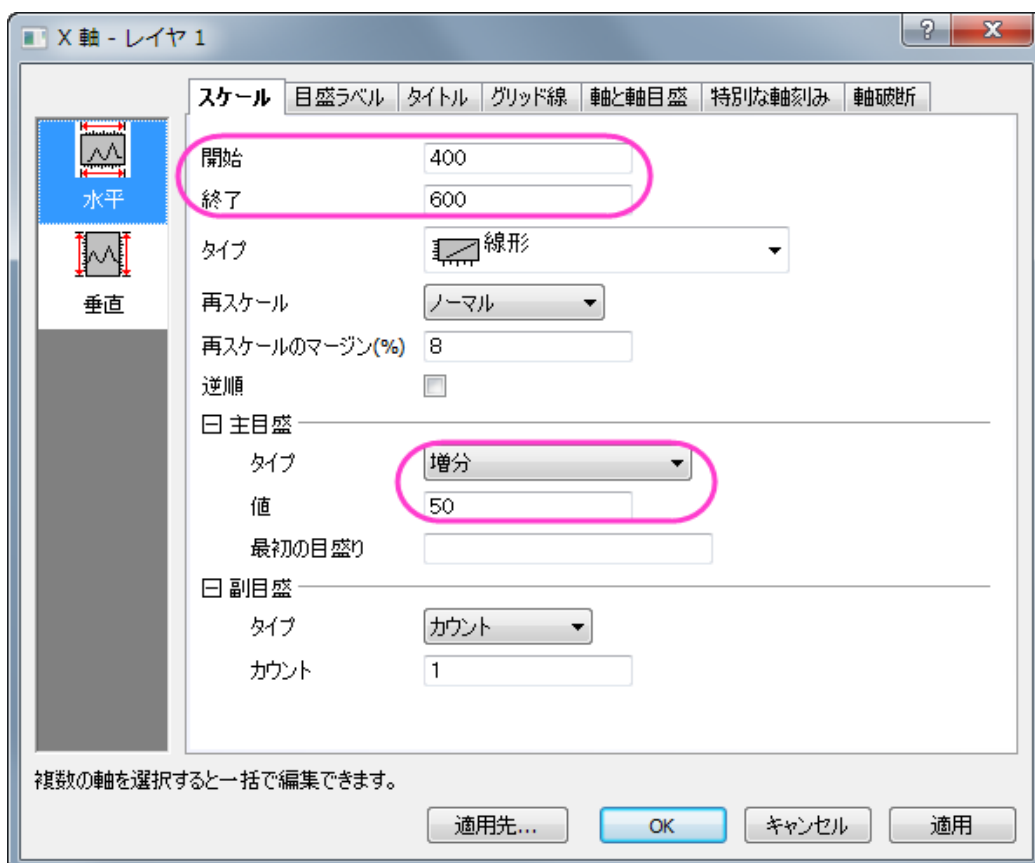 X 軸 - レイヤ 1
スケール 目盛ラベル タイトル グリッド線 軸と軸目盛 特別な軸刻み 軸破断
水平
垂直
開始 400
終了 600
タイプ 線形
再スケール ノーマル
再スケールのマージン(%) 8
逆順
主目盛
タイプ 増分
値 50
最初の目盛り
副目盛
タイプ カウント
カウント 1
複数の軸を選択すると一括で編集できます。
適用先... OK キャンセル 適用